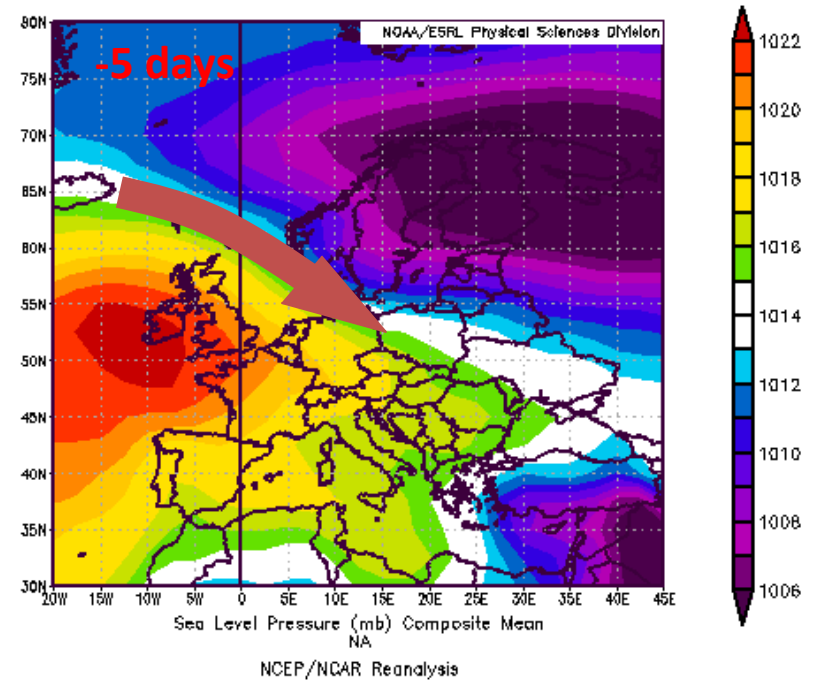 NOAA/ESRL Physical Sciences Division
-5 days
80N
75N
70N
65N
60N
55N
50N
45N
40N
35N
30N
20W 15W 10W 5W 0 5E 10E 15E 20E 25E 30E 35E 40E 45E
1022
1020
1018
1016
1014
1012
1010
1008
1006
Sea Level Pressure (mb) Composite Mean
NA
NCEP/NCAR Reanalysis